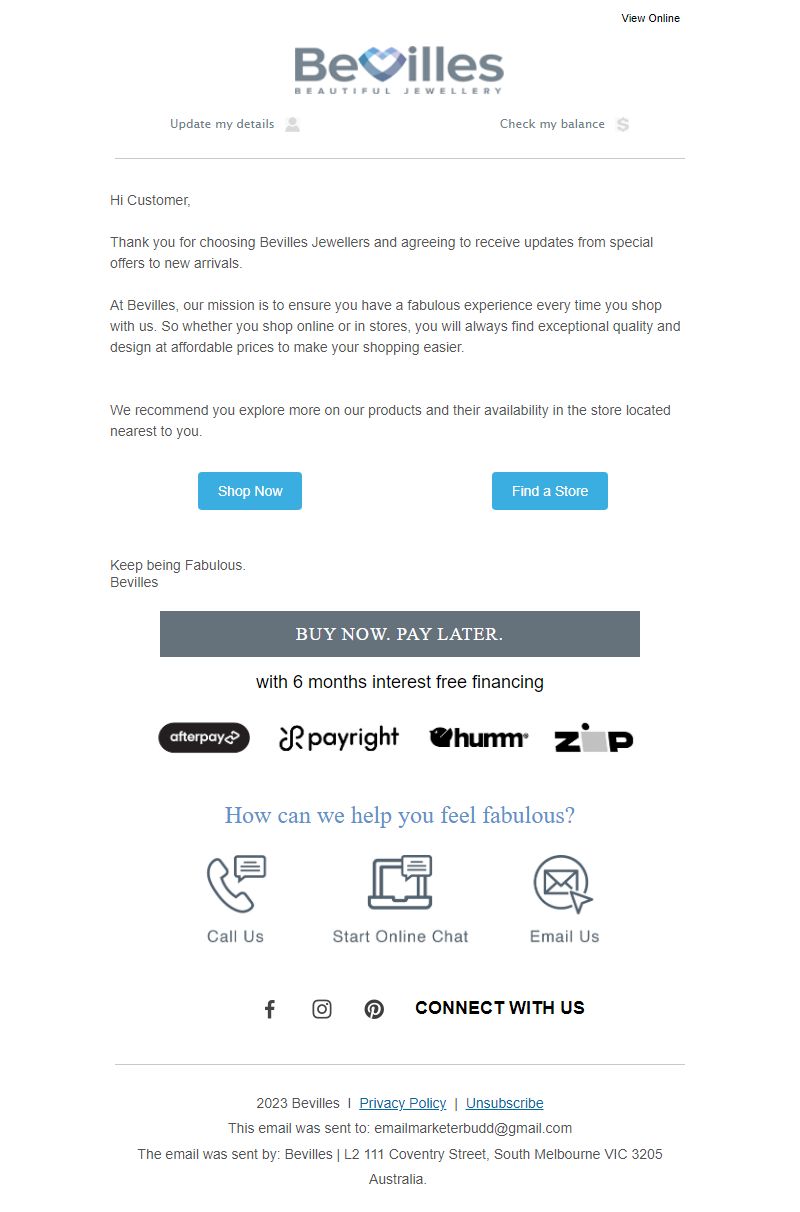 View Online
Bevilles
BEAUTIFUL JEWELLERY
Update my details
Check my balance $
Hi Customer,
Thank you for choosing Bevilles Jewellers and agreeing to receive updates from special
offers to new arrivals.
At Bevilles, our mission is to ensure you have a fabulous experience every time you shop
with us. So whether you shop online or in stores, you will always find exceptional quality and
design at affordable prices to make your shopping easier.
We recommend you explore more on our products and their availability in the store located
nearest to you.
Shop Now
Find a Store
Keep being Fabulous.
Bevilles
BUY NOW. PAY LATER.
with 6 months interest free financing
afterpay
payright
humm®
zip
How can we help you feel fabulous?
Call Us
Start Online Chat
Email Us
CONNECT WITH US
2023 Bevilles I Privacy Policy | Unsubscribe
This email was sent to: emailmarketerbudd@gmail.com
The email was sent by: Bevilles | L2 111 Coventry Street, South Melbourne VIC 3205
Australia.